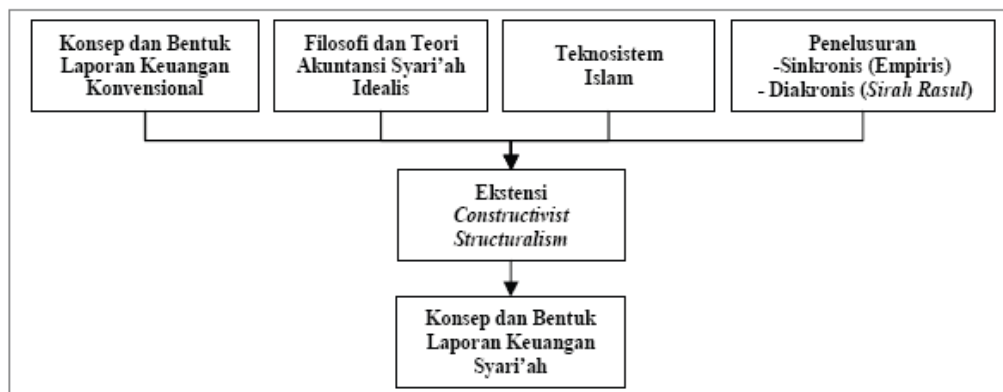 Konsep dan Bentuk
Laporan Keuangan
Konvensional
Filosofi dan Teori
Akuntansi Syari'ah
Idealis
Teknosistem
Islam
Penelusuran
-Sinkronis (Empiris)
- Diakronis (Sirah Rasul)
Ekstensi
Constructivist
Structuralism
Konsep dan Bentuk
Laporan Keuangan
Syari'ah